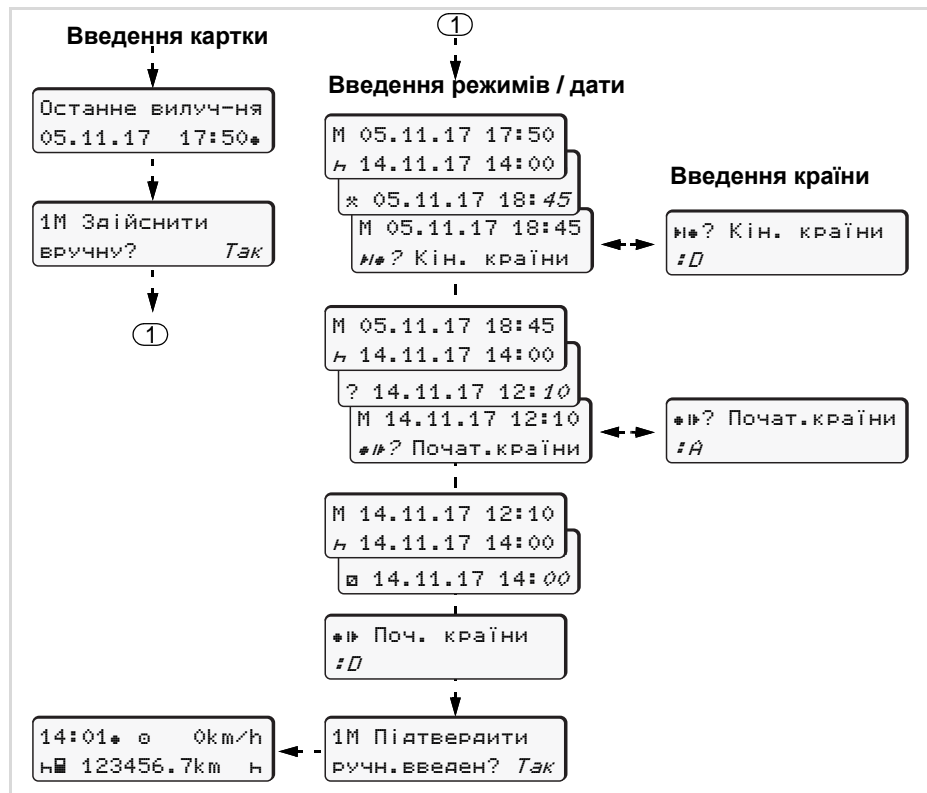 Введення картки
Останнє вилуч-ня
05.11.17 17:50
1M Здійснити
вручну? Так
1
1
Введення режимів / дати
M 05.11.17 17:50
14.11.17 14:00
05.11.17 18:45
M 05.11.17 18:45
? Кін. країни
Введення країни
? Кін. країни
:D
M 05.11.17 18:45
14.11.17 14:00
? 14.11.17 12:10
M 14.11.17 12:10
? Почат.країни
? Почат.країни
:A
M 14.11.17 12:10
14.11.17 14:00
14.11.17 14:00
Поч. країни
:D
1M Підтвердити
ручн.введен? Так
14:01 0km/h
123456.7km